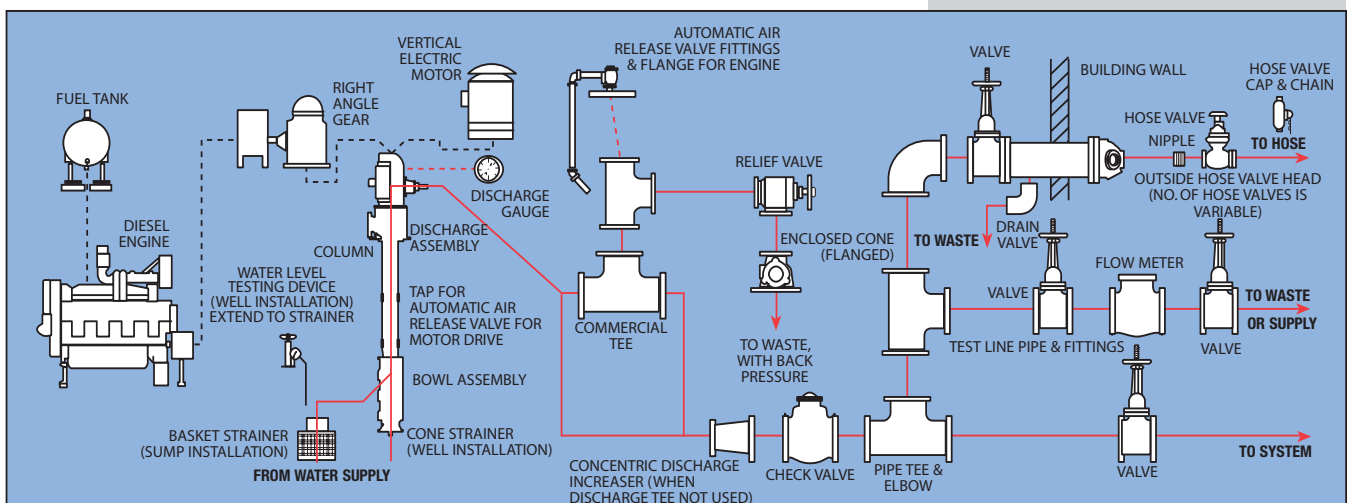 FUEL TANK
DIESEL
ENGINE
WATER LEVEL
TESTING DEVICE
(WELL INSTALLATION)
EXTEND TO STRAINER
BASKET STRAINER
(SUMP INSTALLATION)
FROM WATER SUPPLY
RIGHT
ANGLE
GEAR
VERTICAL
ELECTRIC
MOTOR
DISCHARGE
GAUGE
COLUMN
DISCHARGE
ASSEMBLY
TAP FOR
AUTOMATIC AIR
RELEASE VALVE FOR
MOTOR DRIVE
BOWL ASSEMBLY
CONE STRAINER
(WELL INSTALLATION)
AUTOMATIC AIR
RELEASE VALVE FITTINGS
& FLANGE FOR ENGINE
COMMERCIAL
TEE
CONCENTRIC DISCHARGE
INCREASER (WHEN
DISCHARGE TEE NOT USED)
RELIEF VALVE
ENCLOSED CONE
(FLANGED)
TO WASTE,
WITH BACK
PRESSURE
CHECK VALVE
PIPE TEE &
ELBOW
VALVE
BUILDING WALL
HOSE VALVE
CAP & CHAIN
HOSE VALVE
NIPPLE
TO HOSE
OUTSIDE HOSE VALVE HEAD
(NO. OF HOSE VALVES IS
VARIABLE)
TO WASTE
DRAIN
VALVE
VALVE
FLOW METER
TO WASTE
OR SUPPLY
TEST LINE PIPE & FITTINGS
VALVE
VALVE
TO SYSTEM